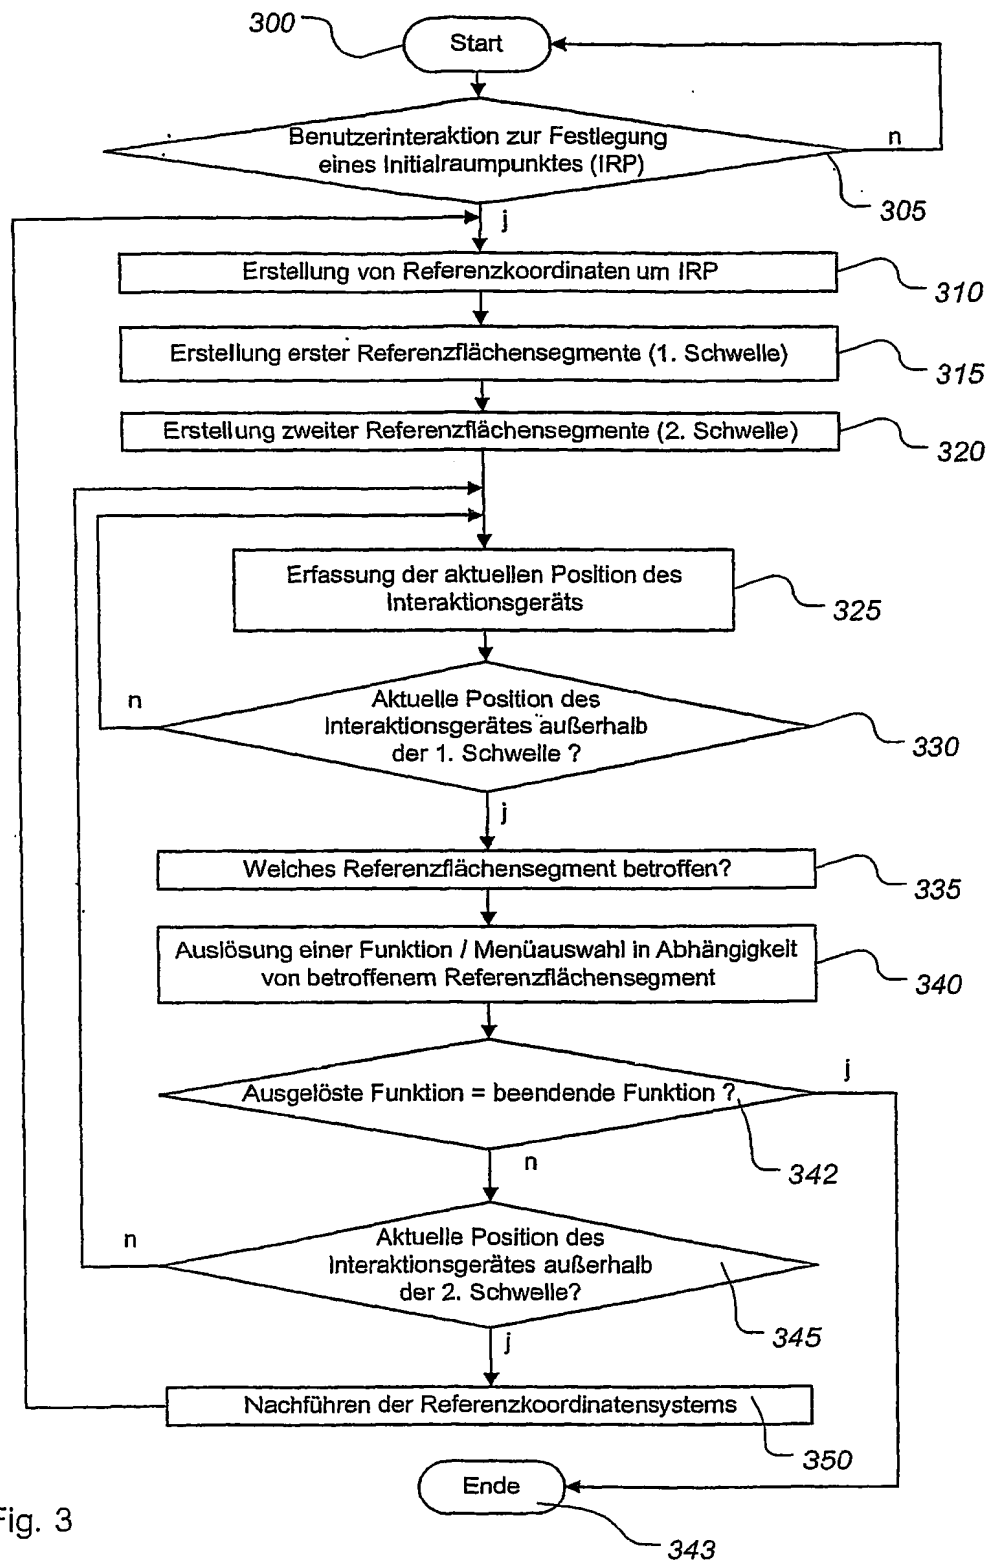 300
Start
Benutzerinteraktion zur Festlegung
eines Initialraumpunktes (IRP)
n
305
j
Erstellung von Referenzkoordinaten um IRP
310
Erstellung erster Referenzflächensegmente (1. Schwelle)
315
Erstellung zweiter Referenzflächensegmente (2. Schwelle)
320
Erfassung der aktuellen Position des
Interaktionsgeräts
325
n
Aktuelle Position des
Interaktionsgerätes außerhalb
der 1. Schwelle ?
330
j
Welches Referenzflächensegment betroffen?
335
Auslösung einer Funktion / Menüauswahl in Abhängigkeit
von betroffenem Referenzflächensegment
340
j
Ausgelöste Funktion = beendende Funktion ?
342
n
n
Aktuelle Position des
Interaktionsgerätes außerhalb
der 2. Schwelle?
345
j
Nachführen der Referenzkoordinatensystems
350
Ende
343
Fig. 3